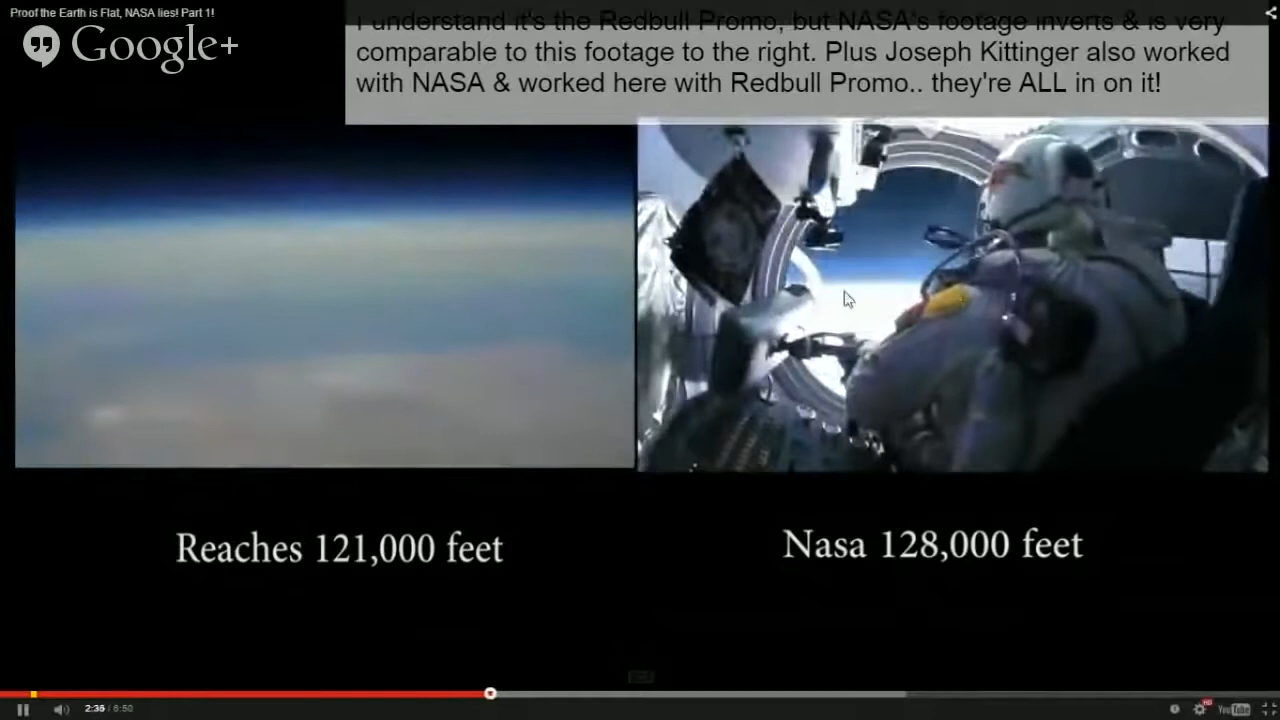 Proof the Earth is Flat, NASA lies! Part 1!
Google+
I understand it's the Redbull Promo, but NASA's footage inverts & is very
comparable to this footage to the right. Plus Joseph Kittinger also worked
with NASA & worked here with Redbull Promo.. they're ALL in on it!
Reaches 121,000 feet
Nasa 128,000 feet
2:35 / 6:50
HD
YouTube